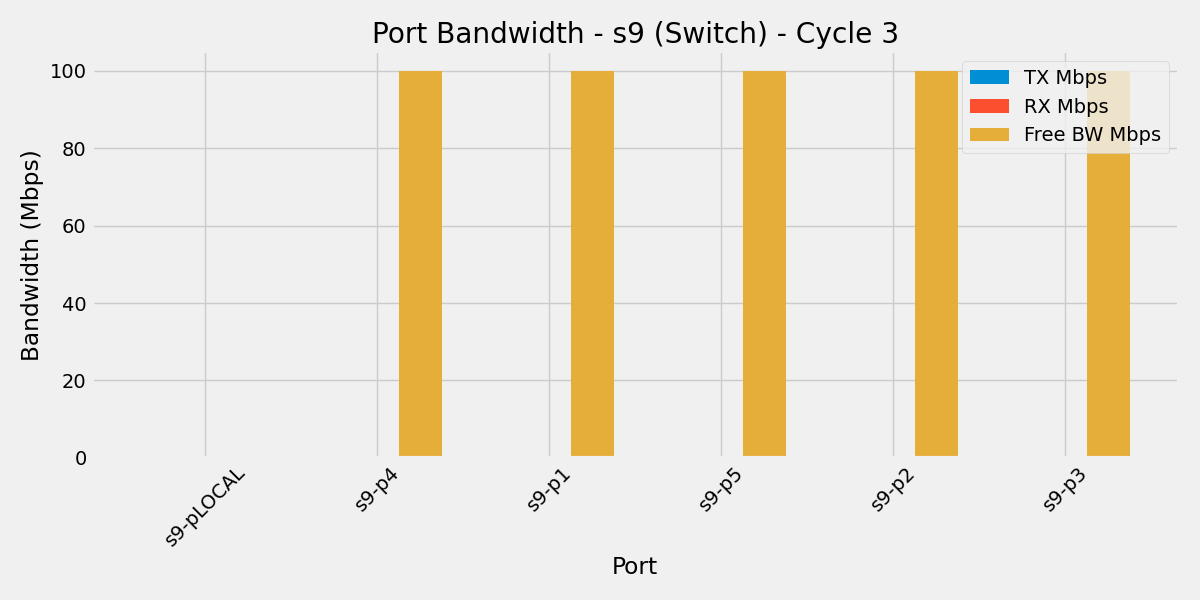 Port Bandwidth - s9 (Switch) - Cycle 3
TX Mbps
RX Mbps
Free BW Mbps
Bandwidth (Mbps)
100
80
60
40
20
0
s9-pLOCAL
s9-p4
s9-p1
s9-p5
s9-p2
s9-p3
Port